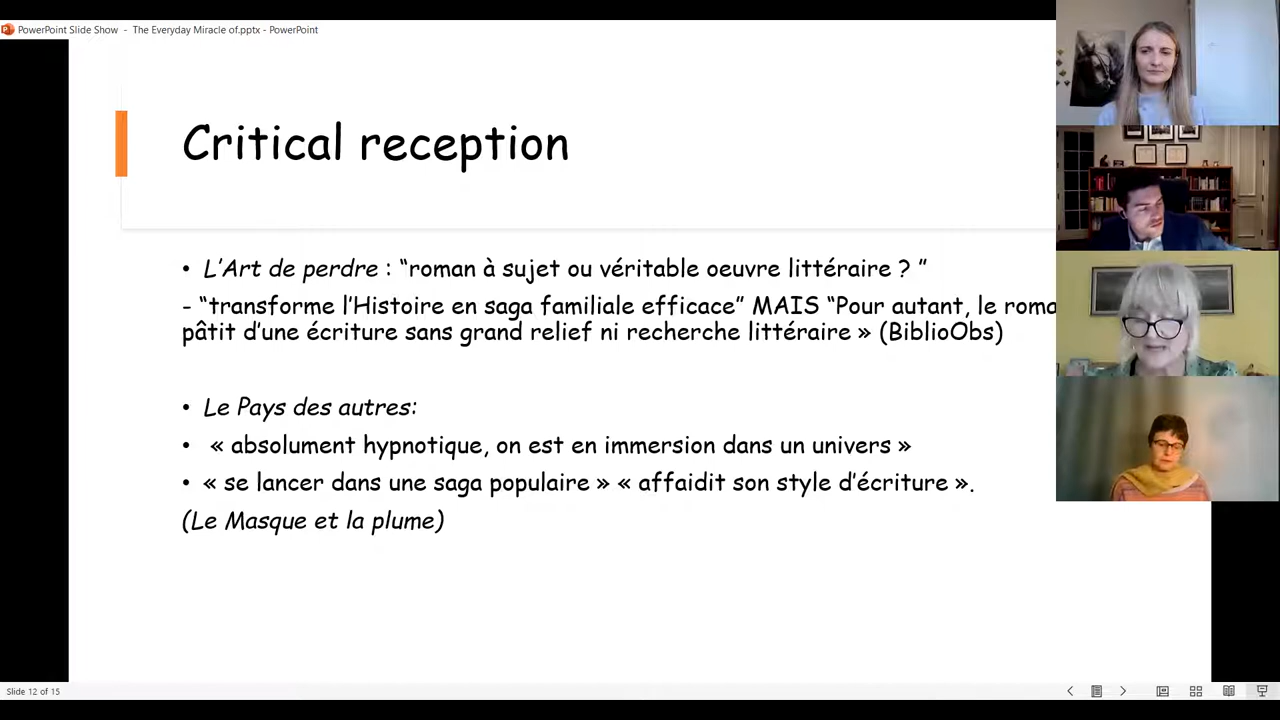 PowerPoint Slide Show - The Everyday Miracle of.pptx - PowerPoint
Critical reception
• L’Art de perdre : “roman à sujet ou véritable oeuvre littéraire ? ”
- “transforme l’Histoire en saga familiale efficace” MAIS “Pour autant, le roma
pâtit d’une écriture sans grand relief ni recherche littéraire » (BiblioObs)
• Le Pays des autres:
• « absolument hypnotique, on est en immersion dans un univers »
• « se lancer dans une saga populaire » « affaidit son style d’écriture ».
(Le Masque et la plume)
Slide 12 of 15